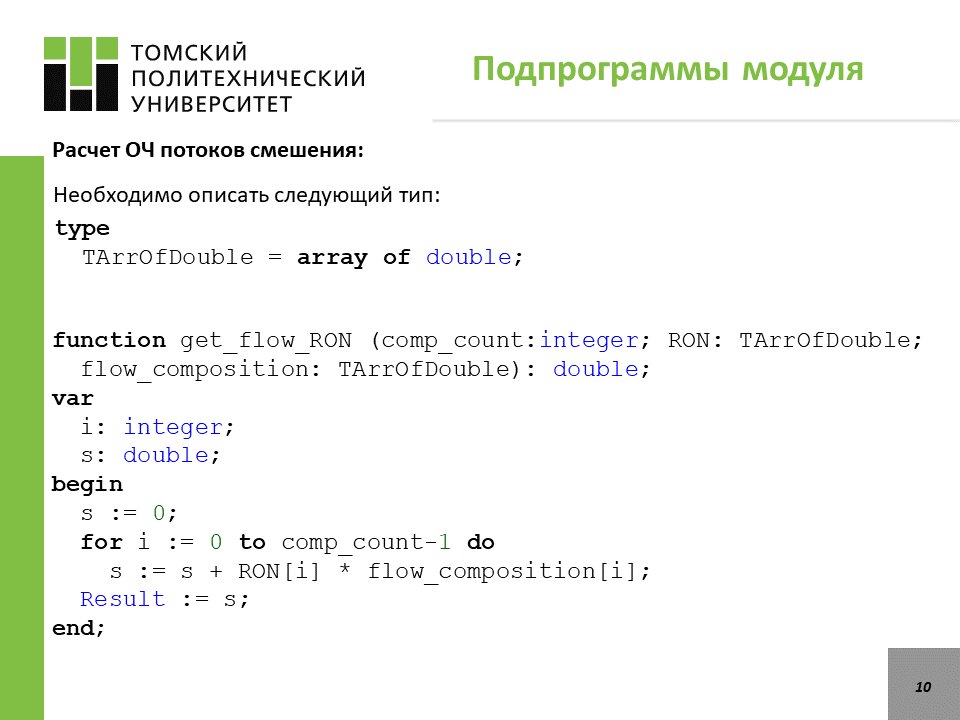 ТОМСКИЙ
ПОЛИТЕХНИЧЕСКИЙ
УНИВЕРСИТЕТ
Подпрограммы модуля
Расчет ОЧ потоков смешения:
Необходимо описать следующий тип:
type
  TArrOfDouble = array of double;
function get_flow_RON (comp_count:integer; RON: TArrOfDouble;
  flow_composition: TArrOfDouble): double;
var
  i: integer;
  s: double;
begin
  s := 0;
  for i := 0 to comp_count-1 do
    s := s + RON[i] * flow_composition[i];
  Result := s;
end;
10